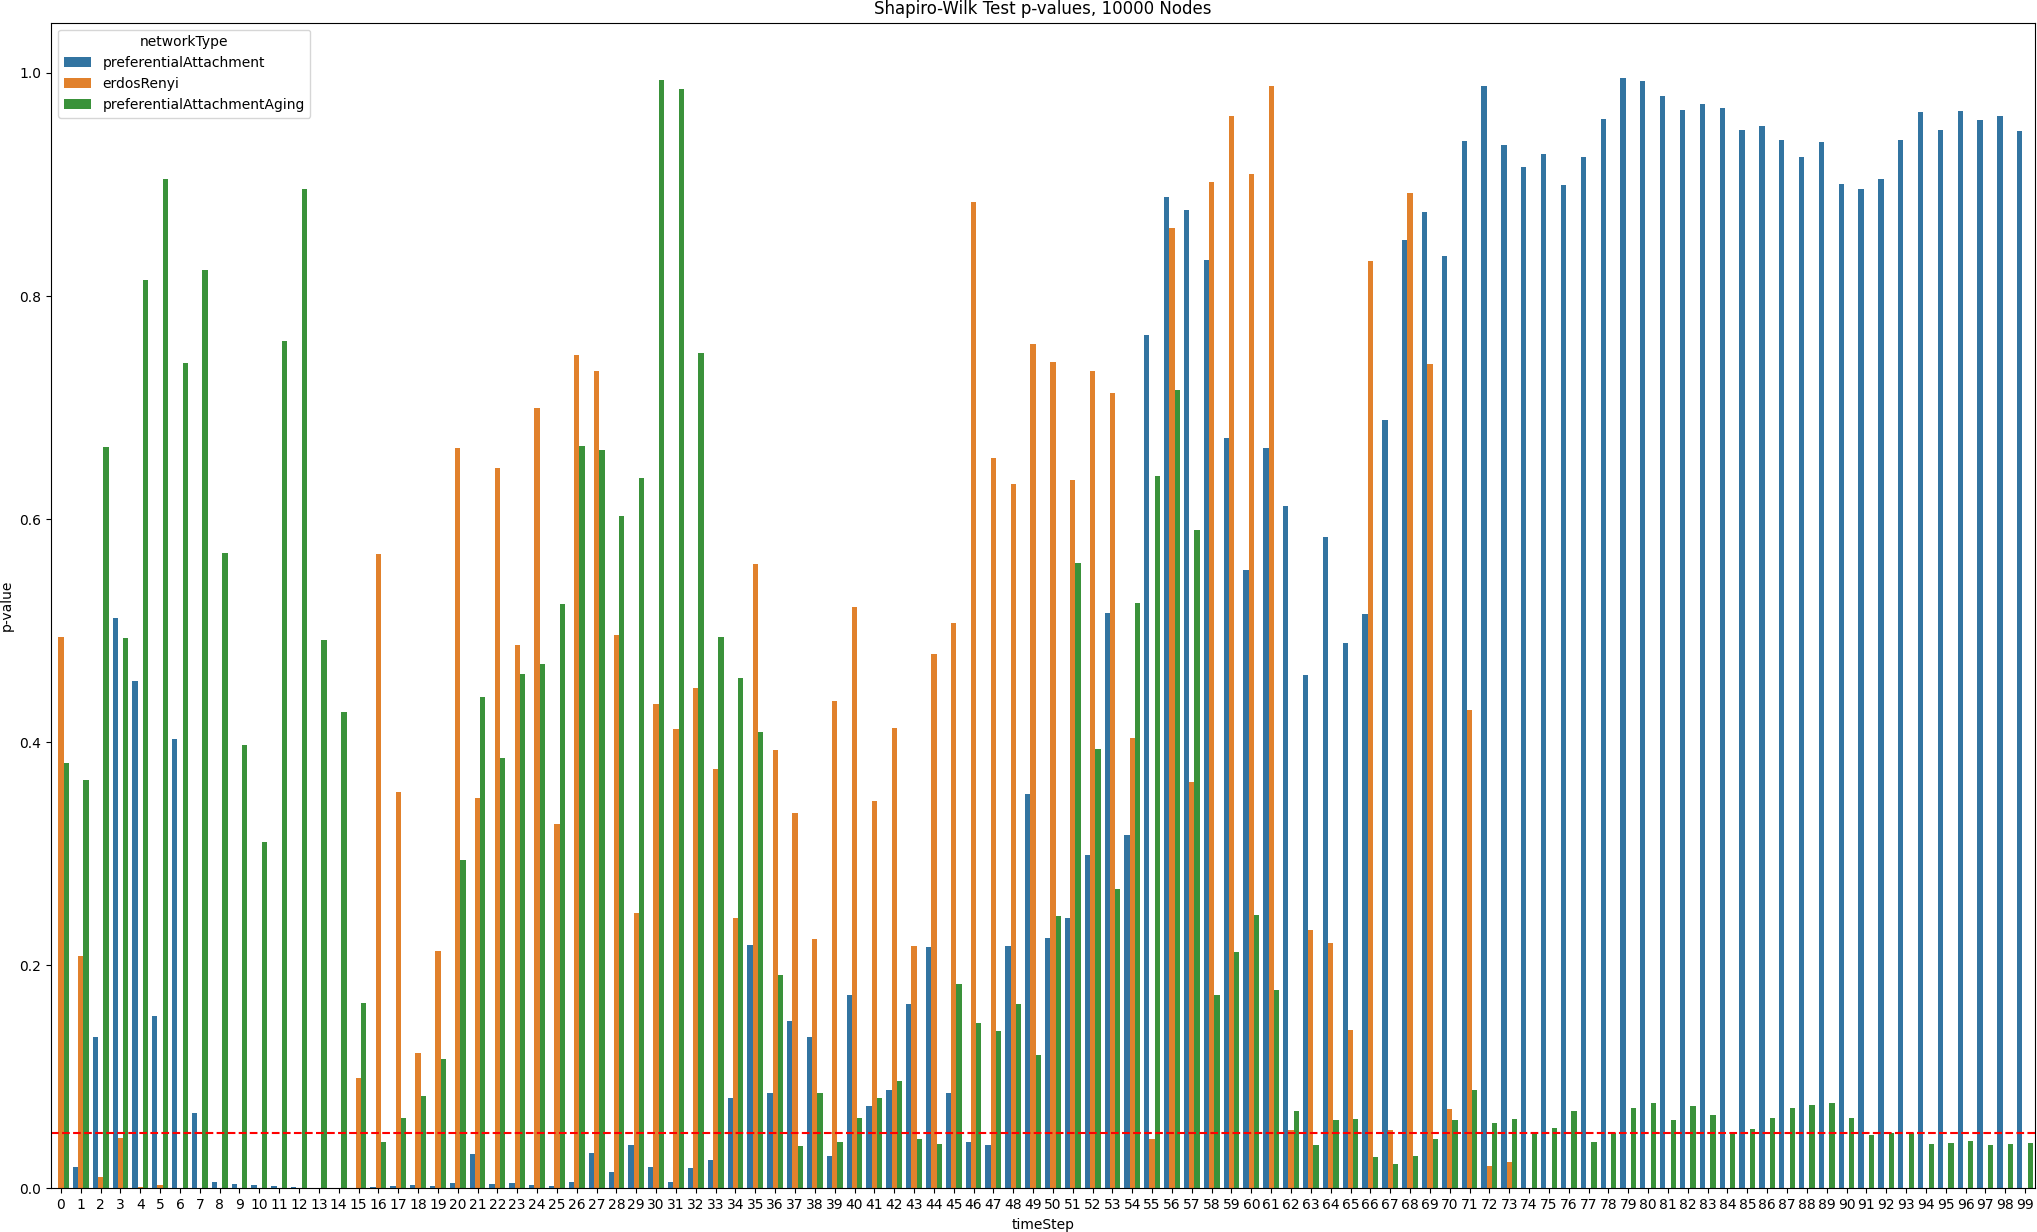 Shapiro-Wilk Test p-values, 10000 Nodes
networkType
preferentialAttachment
erdosRenyi
preferentialAttachmentAging
1.0
0.8
0.6
0.4
0.2
0.0
p-value
0 1 2 3 4 5 6 7 8 9 10 11 12 13 14 15 16 17 18 19 20 21 22 23 24 25 26 27 28 29 30 31 32 33 34 35 36 37 38 39 40 41 42 43 44 45 46 47 48 49 50 51 52 53 54 55 56 57 58 59 60 61 62 63 64 65 66 67 68 69 70 71 72 73 74 75 76 77 78 79 80 81 82 83 84 85 86 87 88 89 90 91 92 93 94 95 96 97 98 99
timeStep